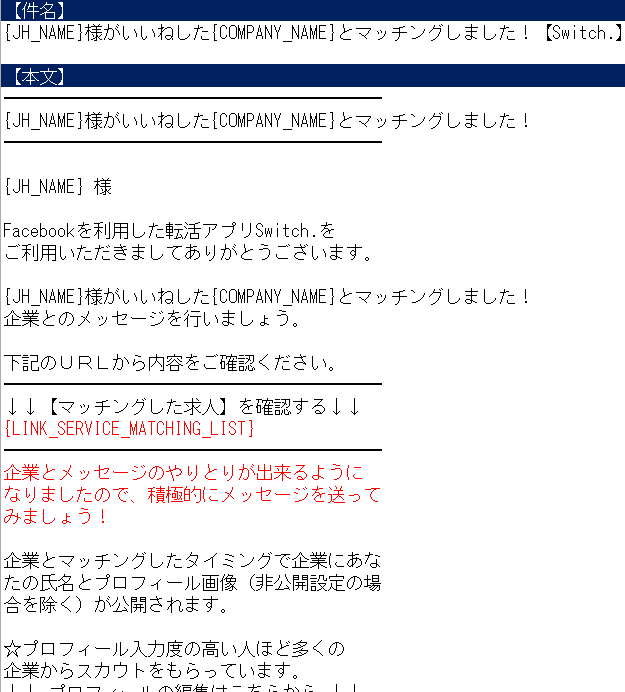 【件名】
{JH_NAME}様がいいねした{COMPANY_NAME}とマッチングしました！【Switch.】
【本文】
{JH_NAME}様がいいねした{COMPANY_NAME}とマッチングしました！
{JH_NAME} 様
Facebookを利用した転活アプリSwitch.を
ご利用いただきましてありがとうございます。
{JH_NAME}様がいいねした{COMPANY_NAME}とマッチングしました！
企業とのメッセージを行いましょう。
下記のＵＲＬから内容をご確認ください。
↓↓【マッチングした求人】を確認する↓↓
{LINK_SERVICE_MATCHING_LIST}
企業とメッセージのやりとりが出来るように
なりましたので、積極的にメッセージを送って
みましょう！
企業とマッチングしたタイミングで企業にあな
たの氏名とプロフィール画像（非公開設定の場
合を除く）が公開されます。
☆プロフィール入力度の高い人ほど多くの
企業からスカウトをもらっています。
↓↓ プロフィールの編集はこちらから ↓↓